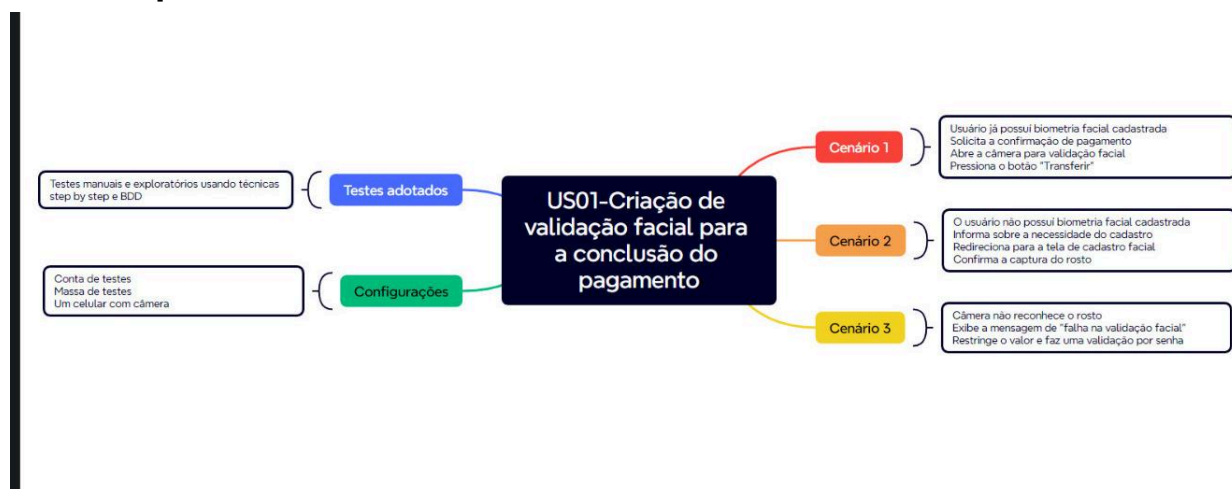 US01-Criação de
validação facial para
a conclusão do
pagamento
Testes adotados
Testes manuais e exploratórios usando técnicas
step by step e BDD
Configurações
Conta de testes
Massa de testes
Um celular com câmera
Cenário 1
Usuário já possuí biometria facial cadastrada
Solicita a confirmação de pagamento
Abre a câmera para validação facial
Pressiona o botão "Transferir"
Cenário 2
O usuário não possuí biometria facial cadastrada
Informa sobre a necessidade do cadastro
Redireciona para a tela de cadastro facial
Confirma a captura do rosto
Cenário 3
Câmera não reconhece o rosto
Exibe a mensagem de "falha na validação facial"
Restringe o valor e faz uma validação por senha